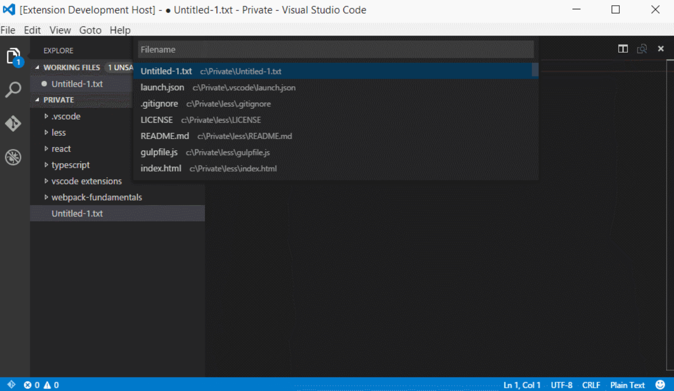 [Extension Development Host] - ● Untitled-1.txt - Private - Visual Studio Code
File Edit View Goto Help
EXPLORE
WORKING FILES 1 UNSA
Untitled-1.txt
PRIVATE
.vscode
less
react
typescript
vscode extensions
webpack-fundamentals
Untitled-1.txt
Filename
Untitled-1.txt c:\Private\Untitled-1.txt
launch.json c:\Private\.vscode\launch.json
.gitignore c:\Private\less\.gitignore
LICENSE c:\Private\less\LICENSE
README.md c:\Private\less\README.md
gulpfile.js c:\Private\less\gulpfile.js
index.html c:\Private\less\index.html
1
0 0 Ln 1, Col 1 UTF-8 CRLF Plain Text